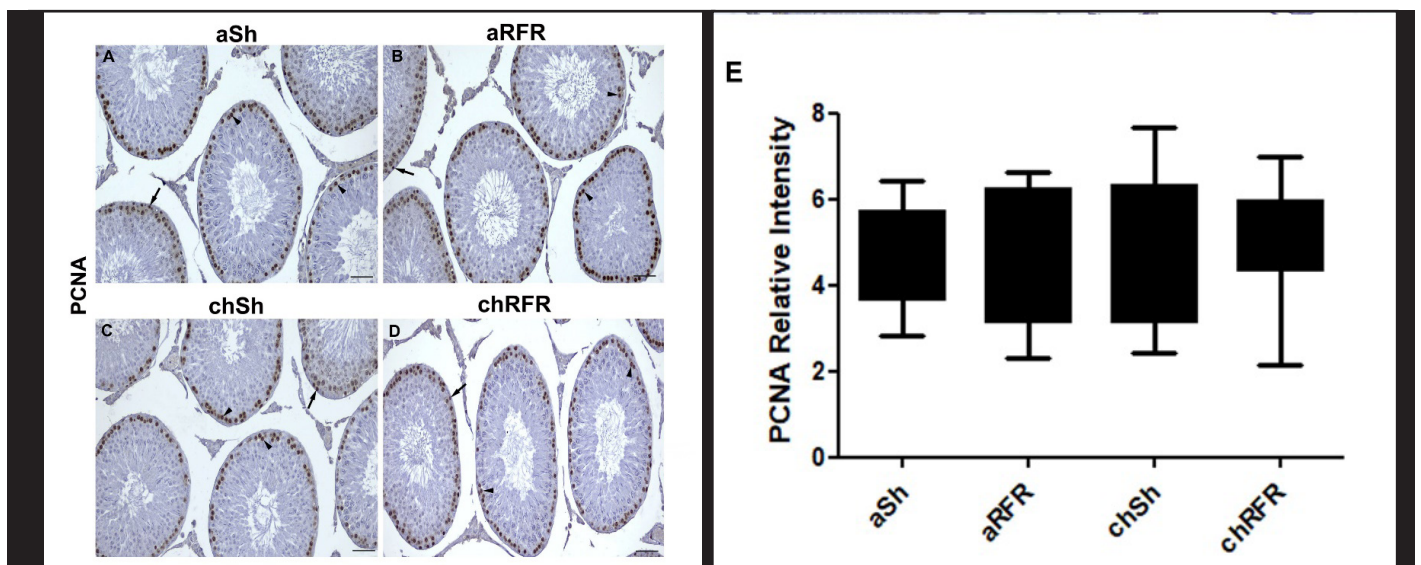 aSh
aRFR
A
B
PCNA
chSh
chRFR
C
D
E
PCNA Relative Intensity
8
6
4
2
0
aSh
aRFR
chSh
chRFR